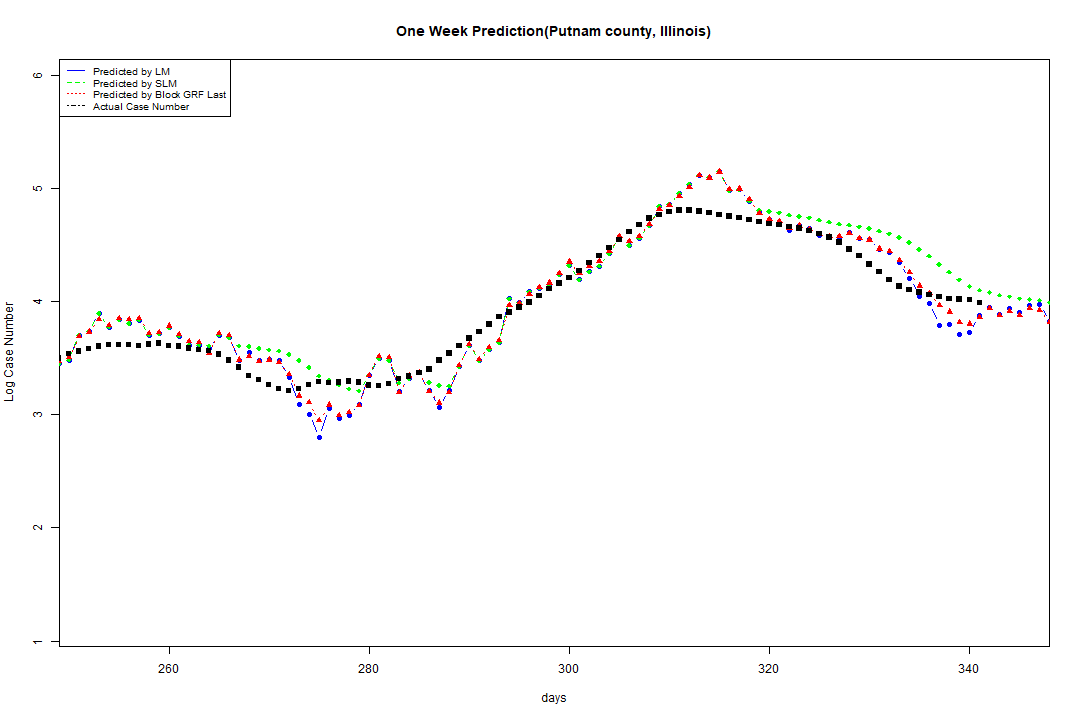 One Week Prediction(Putnam county, Illinois)
Predicted by LM
Predicted by SLM
Predicted by Block GRF Last
Actual Case Number
6
5
4
3
2
1
Log Case Number
260 280 300 320 340
days